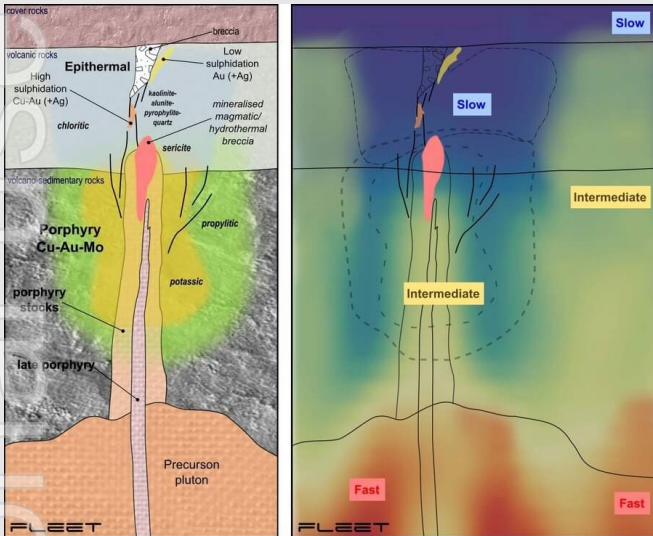 cover rocks
breccia
volcanic rocks
Epithermal
Low
sulphidation
Au (+Ag)
High
sulphidation
Cu-Au (+Ag)
kaolinite-
alunite-
pyrophylite-
quartz
mineralised
magmatic/
hydrothermal
breccia
chloritic
sericite
volcano-sedimentary rocks
Porphyry
Cu-Au-Mo
propylitic
potassic
porphyry
stocks
late porphyry
Precurson
pluton
FLEET
Slow
Slow
Intermediate
Intermediate
Fast
Fast
FLEET